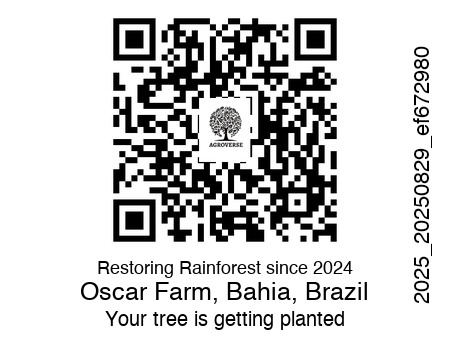 AGROVERSE
Restoring Rainforest since 2024
Oscar Farm, Bahia, Brazil
Your tree is getting planted
2025_20250829_ef672980